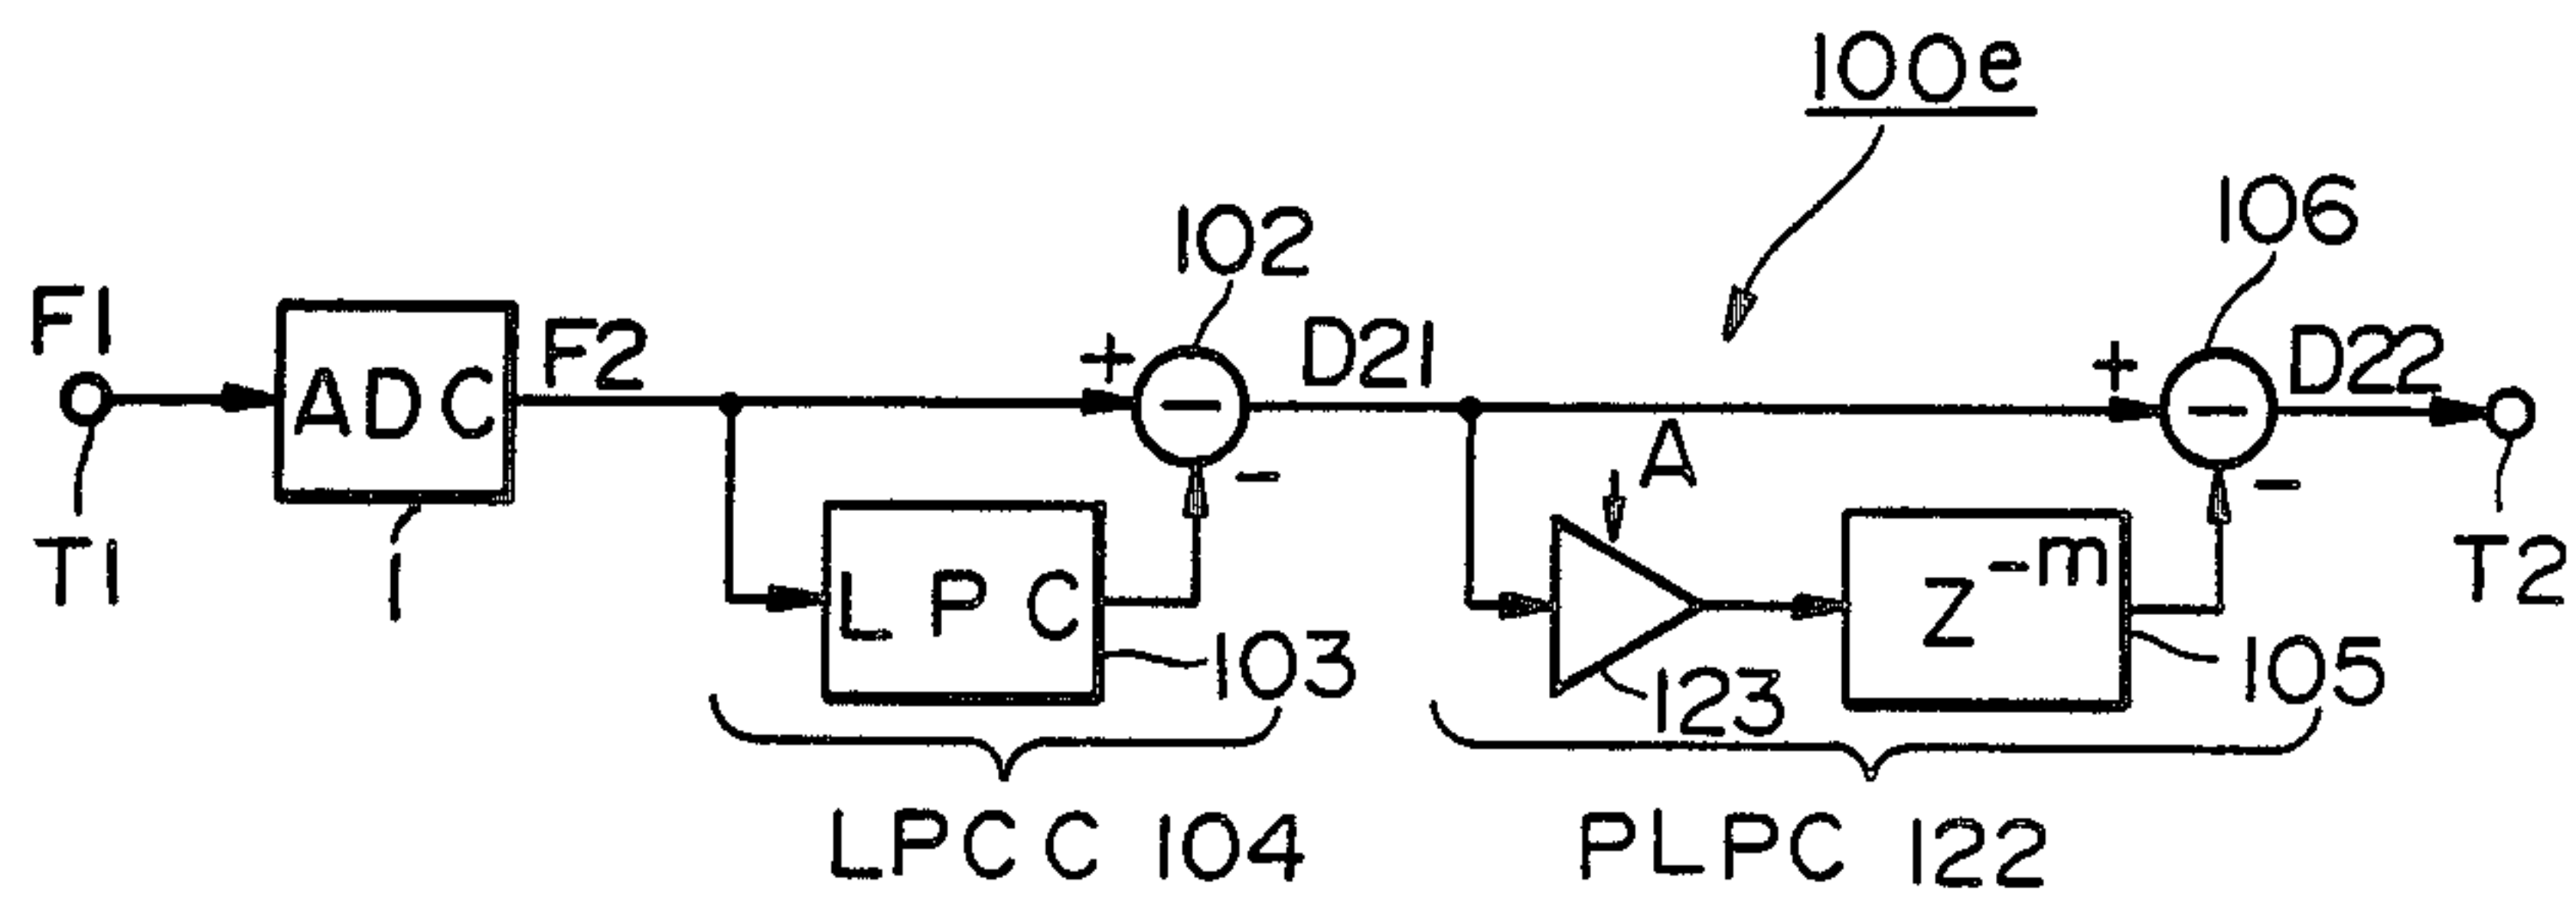 100e
102
106
F1
F2
D21
D22
+
+
ADC
−
−
A
-
-
T1
1
LPC
Z^-m
T2
103
123
105
LPCC 104
PLPC 122